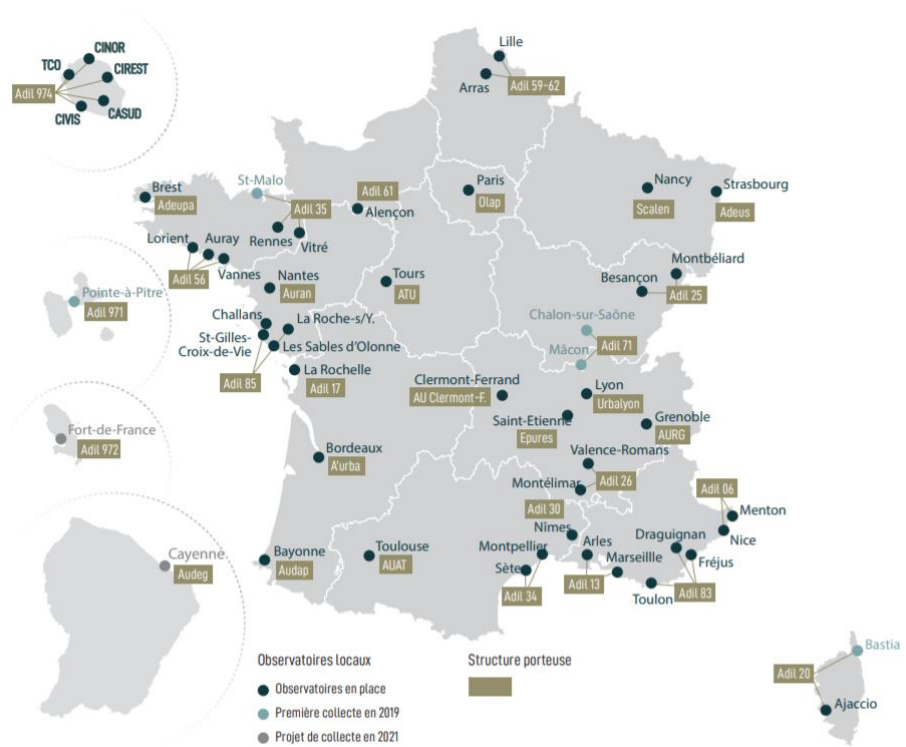 CINOR
TCO
CIREST
Adil 974
CIVIS
CASUD
Lille
Arras
Adil 59-62
St-Malo
Brest
Adeupa
Adil 35
Adil 61
Alençon
Rennes
Vitré
Paris
Olap
Nancy
Scalen
Strasbourg
Adeus
Lorient
Auray
Vannes
Adil 56
Nantes
Auran
Tours
ATU
Montbéliard
Besançon
Adil 25
Pointe-à-Pitre
Adil 971
Challans
La Roche-s/Y.
St-Gilles-
Croix-de-Vie
Les Sables d'Olonne
Adil 85
La Rochelle
Adil 17
Chalon-sur-Saône
Adil 71
Mâcon
Clermont-Ferrand
AU Clermont-F.
Lyon
Urbalyon
Saint-Etienne
Epures
Grenoble
AURG
Fort-de-France
Adil 972
Bordeaux
A'urba
Valence-Romans
Adil 26
Montélimar
Adil 30
Nîmes
Adil 06
Menton
Nice
Cayenne
Audeg
Bayonne
Audap
Toulouse
AUAT
Montpellier
Sète
Adil 34
Arles
Marseillle
Adil 13
Draguignan
Fréjus
Toulon
Adil 83
Bastia
Adil 20
Ajaccio
Observatoires locaux
Observatoires en place
Première collecte en 2019
Projet de collecte en 2021
Structure porteuse